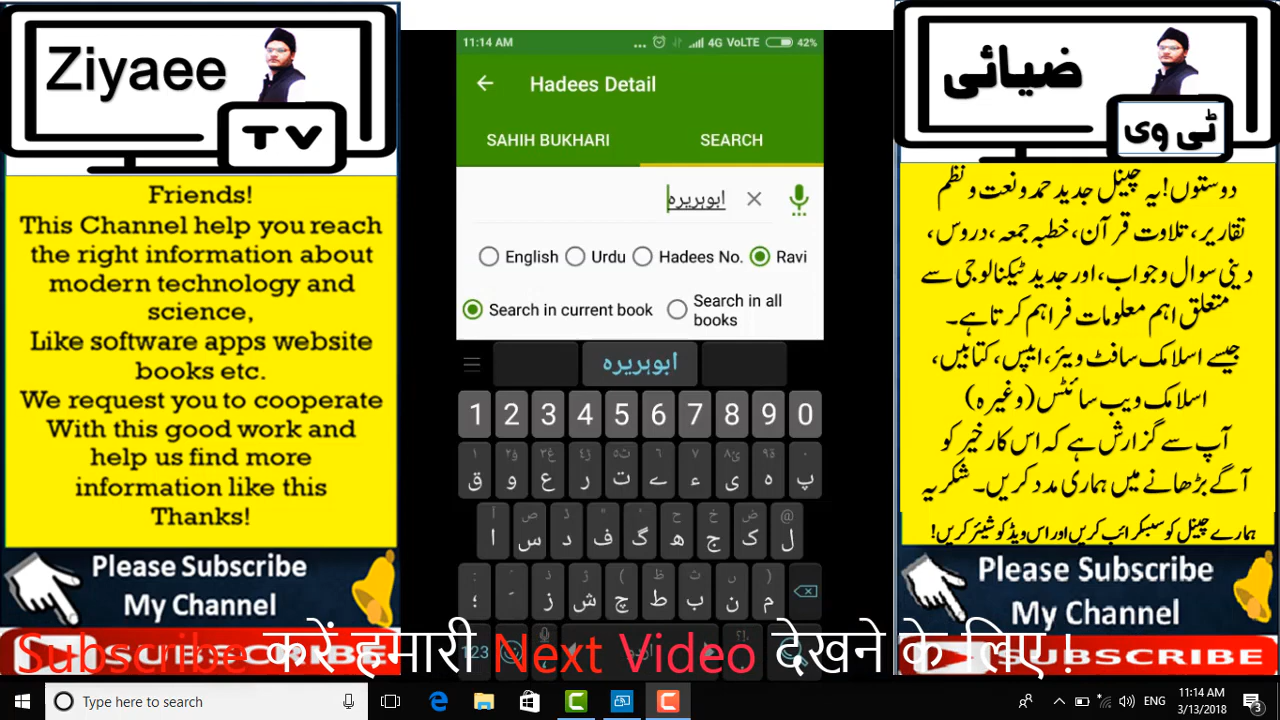 Ziyaee
TV
Friends!
This Channel help you reach
the right information about
modern technology and
science,
Like software apps website
books etc.
We request you to cooperate
With this good work and
help us find more
information like this
Thanks!
Please Subscribe
My Channel
SUBSCRIBE
11:14 AM
... 4G VoLTE 42%
Hadees Detail
SAHIH BUKHARI SEARCH
ابوہریرہ
English Urdu Hadees No. Ravi
Search in current book
Search in all
books
ابوہریرہ
1 2 3 4 5 6 7 8 9 0
ق و ع ر ت ے ء ی ہ پ
ا س د ف گ ھ ج ک ل
؛ ز ش چ ط ب ن م
123
ضیائی
ٹی وی
دوستوں! یہ چینل جدید حمد و نعت و نظم
تقاریر، تلاوت قرآن، خطبہ جمعہ، دروس،
دینی سوال و جواب، اور جدید ٹیکنالوجی سے
متعلق اہم معلومات فراہم کرتا ہے۔
جیسے اسلامک سافٹ ویئر، ایپس، کتابیں،
اسلامک ویب سائٹس (وغیرہ)
آپ سے گزارش ہے کہ اس کار خیر کو
آگے بڑھانے میں ہماری مدد کریں۔ شکریہ
ہمارے چینل کو سبسکرائب کریں اور اس ویڈیو کو شیئر کریں!
Please Subscribe
My Channel
SUBSCRIBE
Subscribe करें हमारी Next Video देखने के लिए !
Type here to search
ENG
11:14 AM
3/13/2018
3